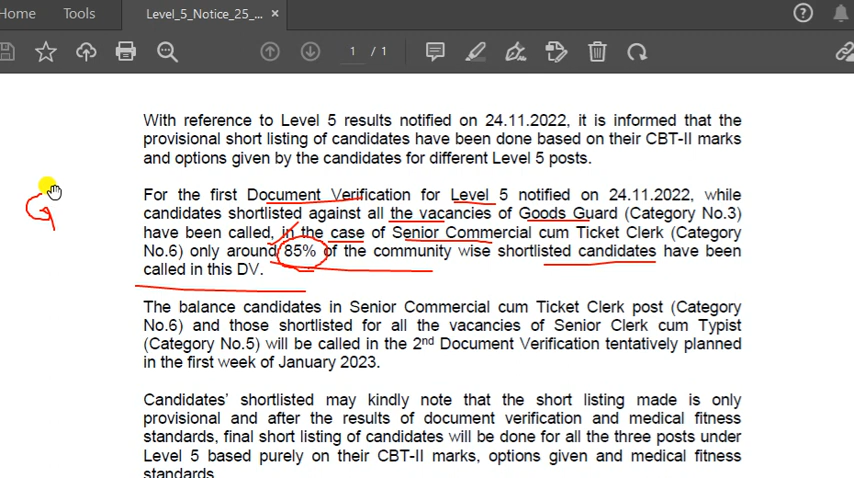 Home Tools Level_5_Notice_25_... ×
1 / 1
With reference to Level 5 results notified on 24.11.2022, it is informed that the
provisional short listing of candidates have been done based on their CBT-II marks
and options given by the candidates for different Level 5 posts.
For the first Document Verification for Level 5 notified on 24.11.2022, while
candidates shortlisted against all the vacancies of Goods Guard (Category No.3)
have been called, in the case of Senior Commercial cum Ticket Clerk (Category
No.6) only around 85% of the community wise shortlisted candidates have been
called in this DV.
The balance candidates in Senior Commercial cum Ticket Clerk post (Category
No.6) and those shortlisted for all the vacancies of Senior Clerk cum Typist
(Category No.5) will be called in the 2nd Document Verification tentatively planned
in the first week of January 2023.
Candidates' shortlisted may kindly note that the short listing made is only
provisional and after the results of document verification and medical fitness
standards, final short listing of candidates will be done for all the three posts under
Level 5 based purely on their CBT-II marks, options given and medical fitness
standards.